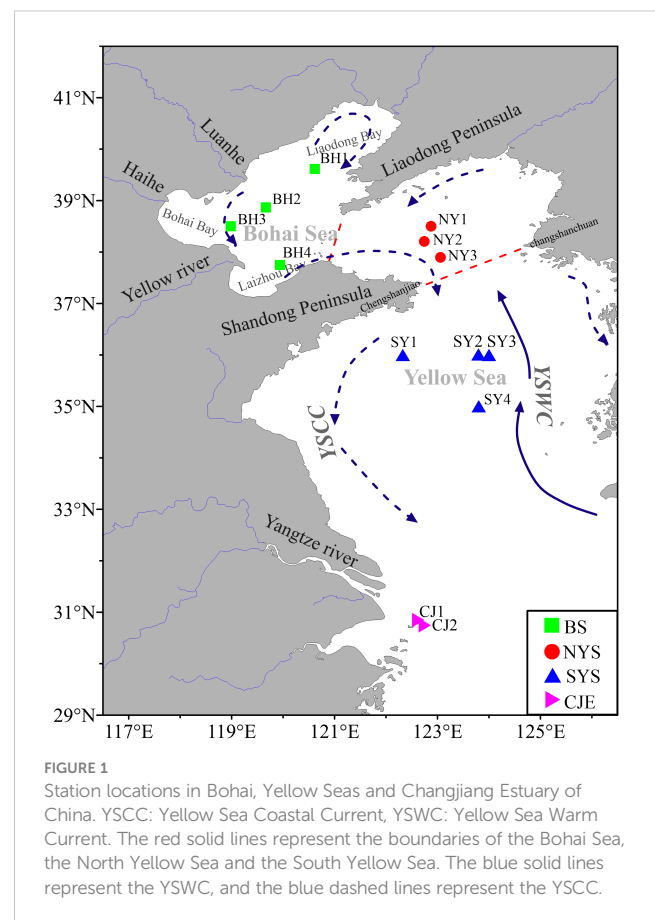 41°N
39°N
37°N
35°N
33°N
31°N
29°N
117°E
119°E
121°E
123°E
125°E
Luanhe
Haihe
Yellow river
Liaodong Bay
Liaodong Peninsula
BH1
BH2
BH3
BH4
Bohai Bay
Bohai Sea
Laizhou Bay
NY1
NY2
NY3
changshanchuan
Chengshanjiao
Shandong Peninsula
SY1
SY2
SY3
SY4
Yellow Sea
YSWC
YSCC
Yangtze river
CJ1
CJ2
BS
NYS
SYS
CJE
FIGURE 1
Station locations in Bohai, Yellow Seas and Changjiang Estuary of
China. YSCC: Yellow Sea Coastal Current, YSWC: Yellow Sea Warm
Current. The red solid lines represent the boundaries of the Bohai Sea,
the North Yellow Sea and the South Yellow Sea. The blue solid lines
represent the YSWC, and the blue dashed lines represent the YSCC.